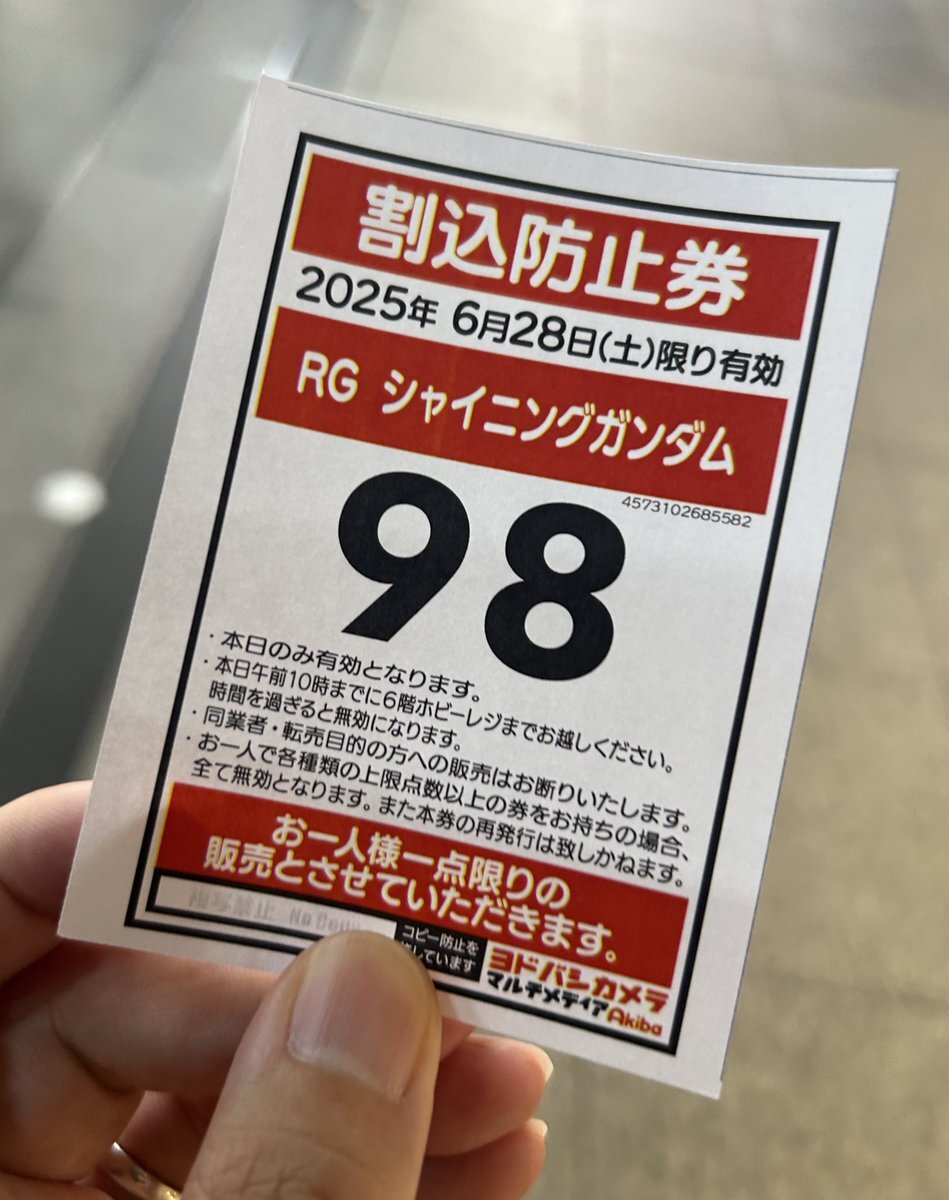 割込防止券
2025年 6月28日(土)限り有効
RG シャイニングガンダム
4573102685582
98
・本日のみ有効となります。
・本日午前10時までに6階ホビーレジまでお越しください。
時間を過ぎると無効になります。
・同業者・転売目的の方への販売はお断りいたします。
・お一人で各種類の上限点数以上の券をお持ちの場合、
全て無効となります。また本券の再発行は致しかねます。
お一人様一点限りの
販売とさせていただきます。
複写禁止 No Copy
コピー防止を
しています
ヨドバシカメラ
マルチメディアAkiba